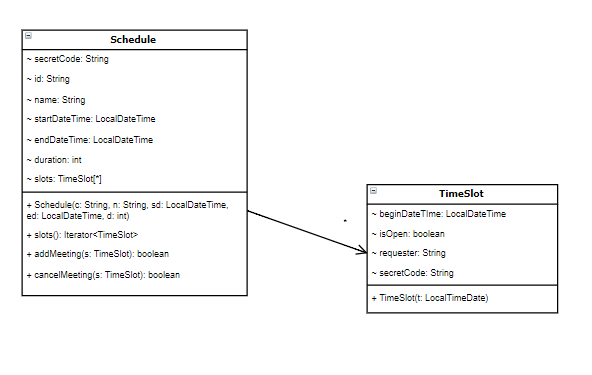 Schedule
~ secretCode: String
~ id: String
~ name: String
~ startDateTime: LocalDateTime
~ endDateTime: LocalDateTime
~ duration: int
~ slots: TimeSlot[*]
+ Schedule(c: String, n: String, sd: LocalDateTime,
ed: LocalDateTime, d: int)
+ slots(): Iterator<TimeSlot>
+ addMeeting(s: TimeSlot): boolean
+ cancelMeeting(s: TimeSlot): boolean
*
TimeSlot
~ beginDateTIme: LocalDateTime
~ isOpen: boolean
~ requester: String
~ secretCode: String
+ TimeSlot(t: LocalTimeDate)